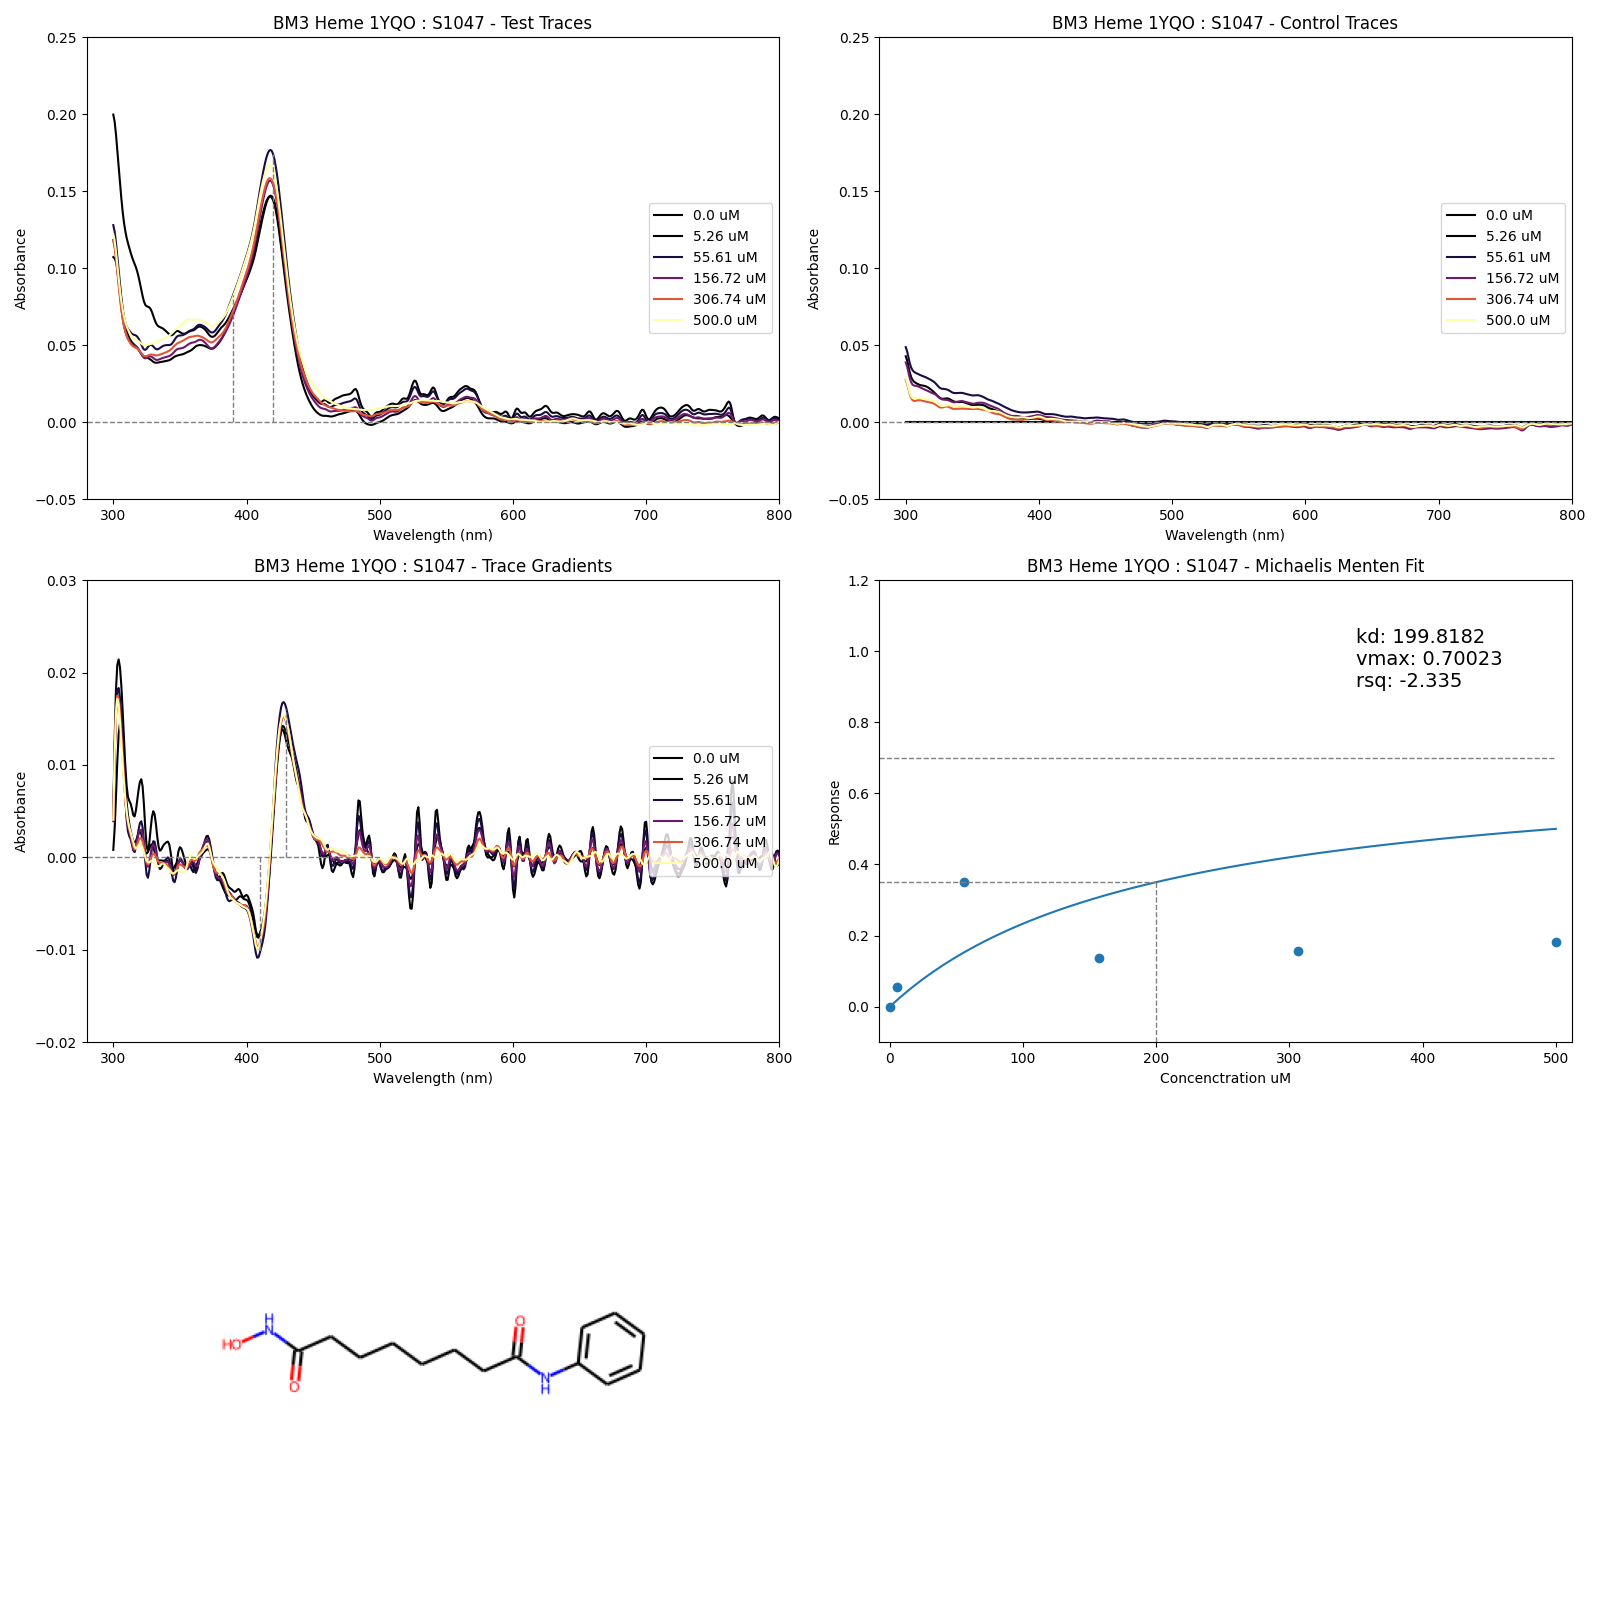 BM3 Heme 1YQO : S1047 - Test Traces
Absorbance
0.25
0.20
0.15
0.10
0.05
0.00
−0.05
300
400
500
600
700
800
Wavelength (nm)
0.0 uM
5.26 uM
55.61 uM
156.72 uM
306.74 uM
500.0 uM
BM3 Heme 1YQO : S1047 - Control Traces
Absorbance
0.25
0.20
0.15
0.10
0.05
0.00
−0.05
300
400
500
600
700
800
Wavelength (nm)
0.0 uM
5.26 uM
55.61 uM
156.72 uM
306.74 uM
500.0 uM
BM3 Heme 1YQO : S1047 - Trace Gradients
Absorbance
0.03
0.02
0.01
0.00
−0.01
−0.02
300
400
500
600
700
800
Wavelength (nm)
0.0 uM
5.26 uM
55.61 uM
156.72 uM
306.74 uM
500.0 uM
BM3 Heme 1YQO : S1047 - Michaelis Menten Fit
Response
1.2
1.0
0.8
0.6
0.4
0.2
0.0
0
100
200
300
400
500
Concenctration uM
kd: 199.8182
vmax: 0.70023
rsq: -2.335
HO
H
N
O
O
N
H